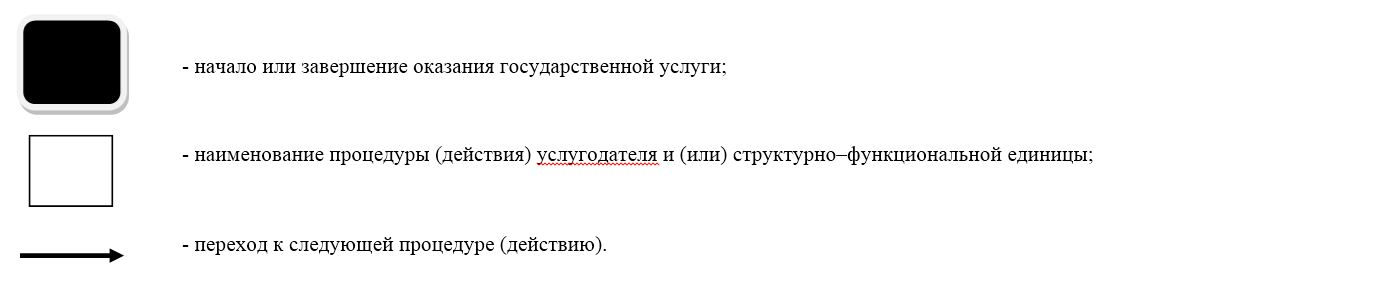 - начало или завершение оказания государственной услуги;
- наименование процедуры (действия) услугодателя и (или) структурно–функциональной единицы;
- переход к следующей процедуре (действию).